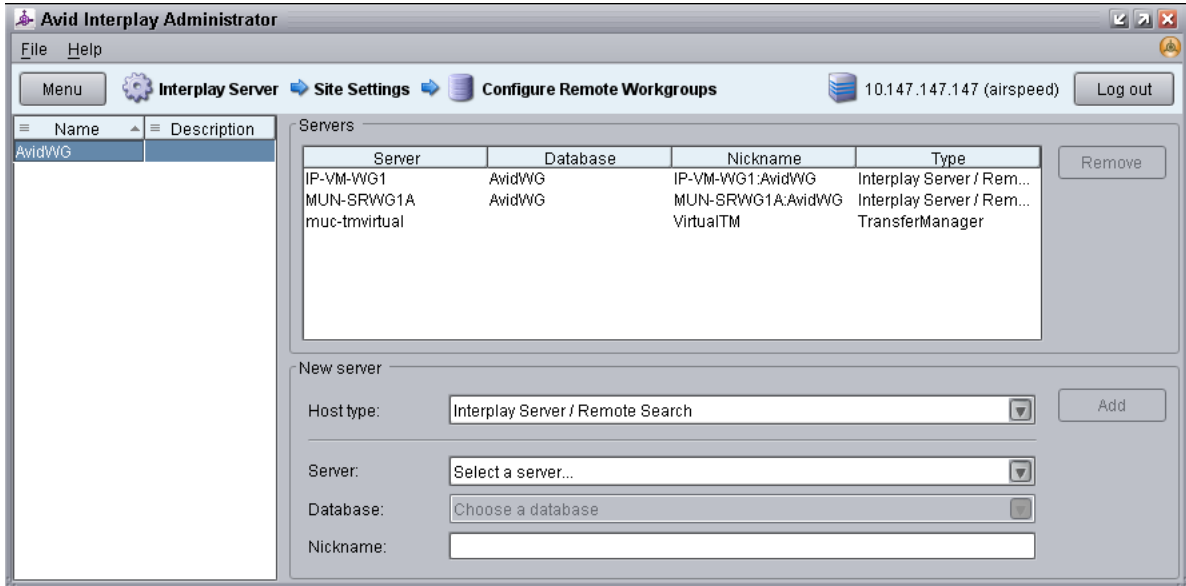 Avid Interplay Administrator
File Help
Menu Interplay Server Site Settings Configure Remote Workgroups 10.147.147.147 (airspeed) Log out
Name Description
AvidWG
Servers
Server Database Nickname Type
IP-VM-WG1 AvidWG IP-VM-WG1:AvidWG Interplay Server / Rem...
MUN-SRWG1A AvidWG MUN-SRWG1A:AvidWG Interplay Server / Rem...
muc-tmvirtual VirtualTM TransferManager
Remove
New server
Host type: Interplay Server / Remote Search
Add
Server: Select a server...
Database: Choose a database
Nickname: